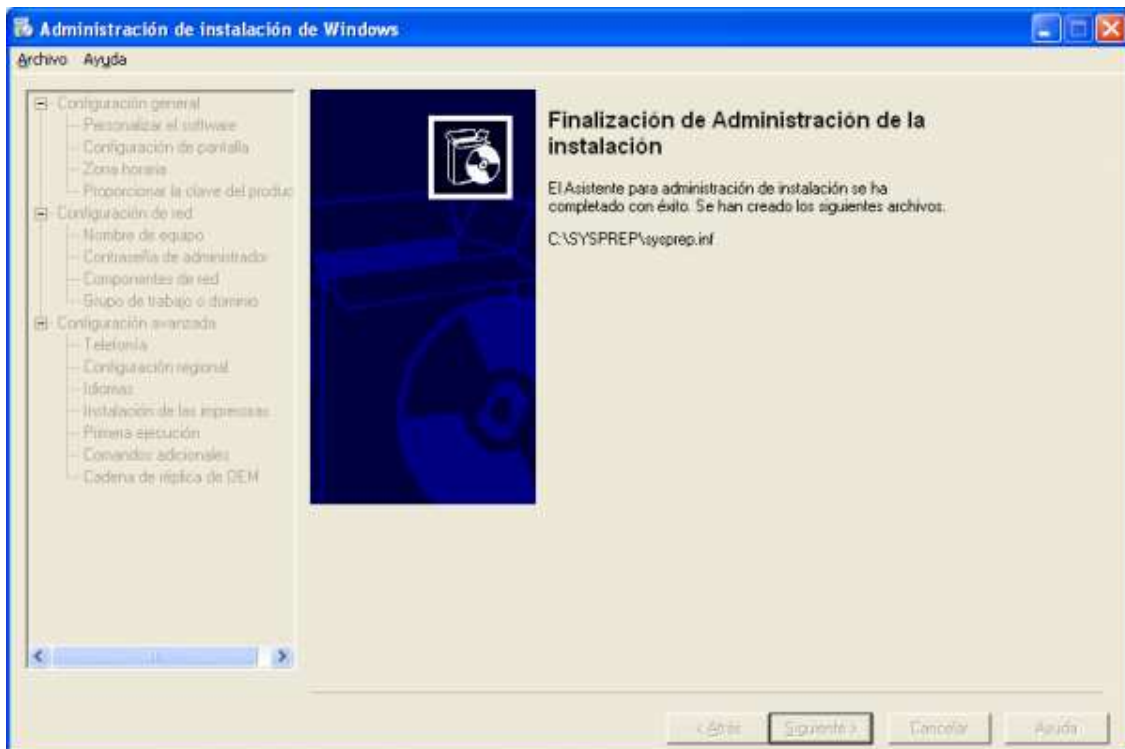 Administración de instalación de Windows
Archivo Ayuda
Configuración general
Personalizar el software
Configuración de pantalla
Zona horaria
Proporcionar la clave del produc
Configuración de red
Nombre de equipo
Contraseña de administrador
Componentes de red
Grupo de trabajo o dominio
Configuración avanzada
Telefonía
Configuración regional
Idiomas
Instalación de las impresoras
Primera ejecución
Comandos adicionales
Cadena de réplica de OEM
Finalización de Administración de la
instalación
El Asistente para administración de instalación se ha
completado con éxito. Se han creado los siguientes archivos.
C:\SYSPREP\sysprep.inf
< Atrás Siguiente > Cancelar Ayuda